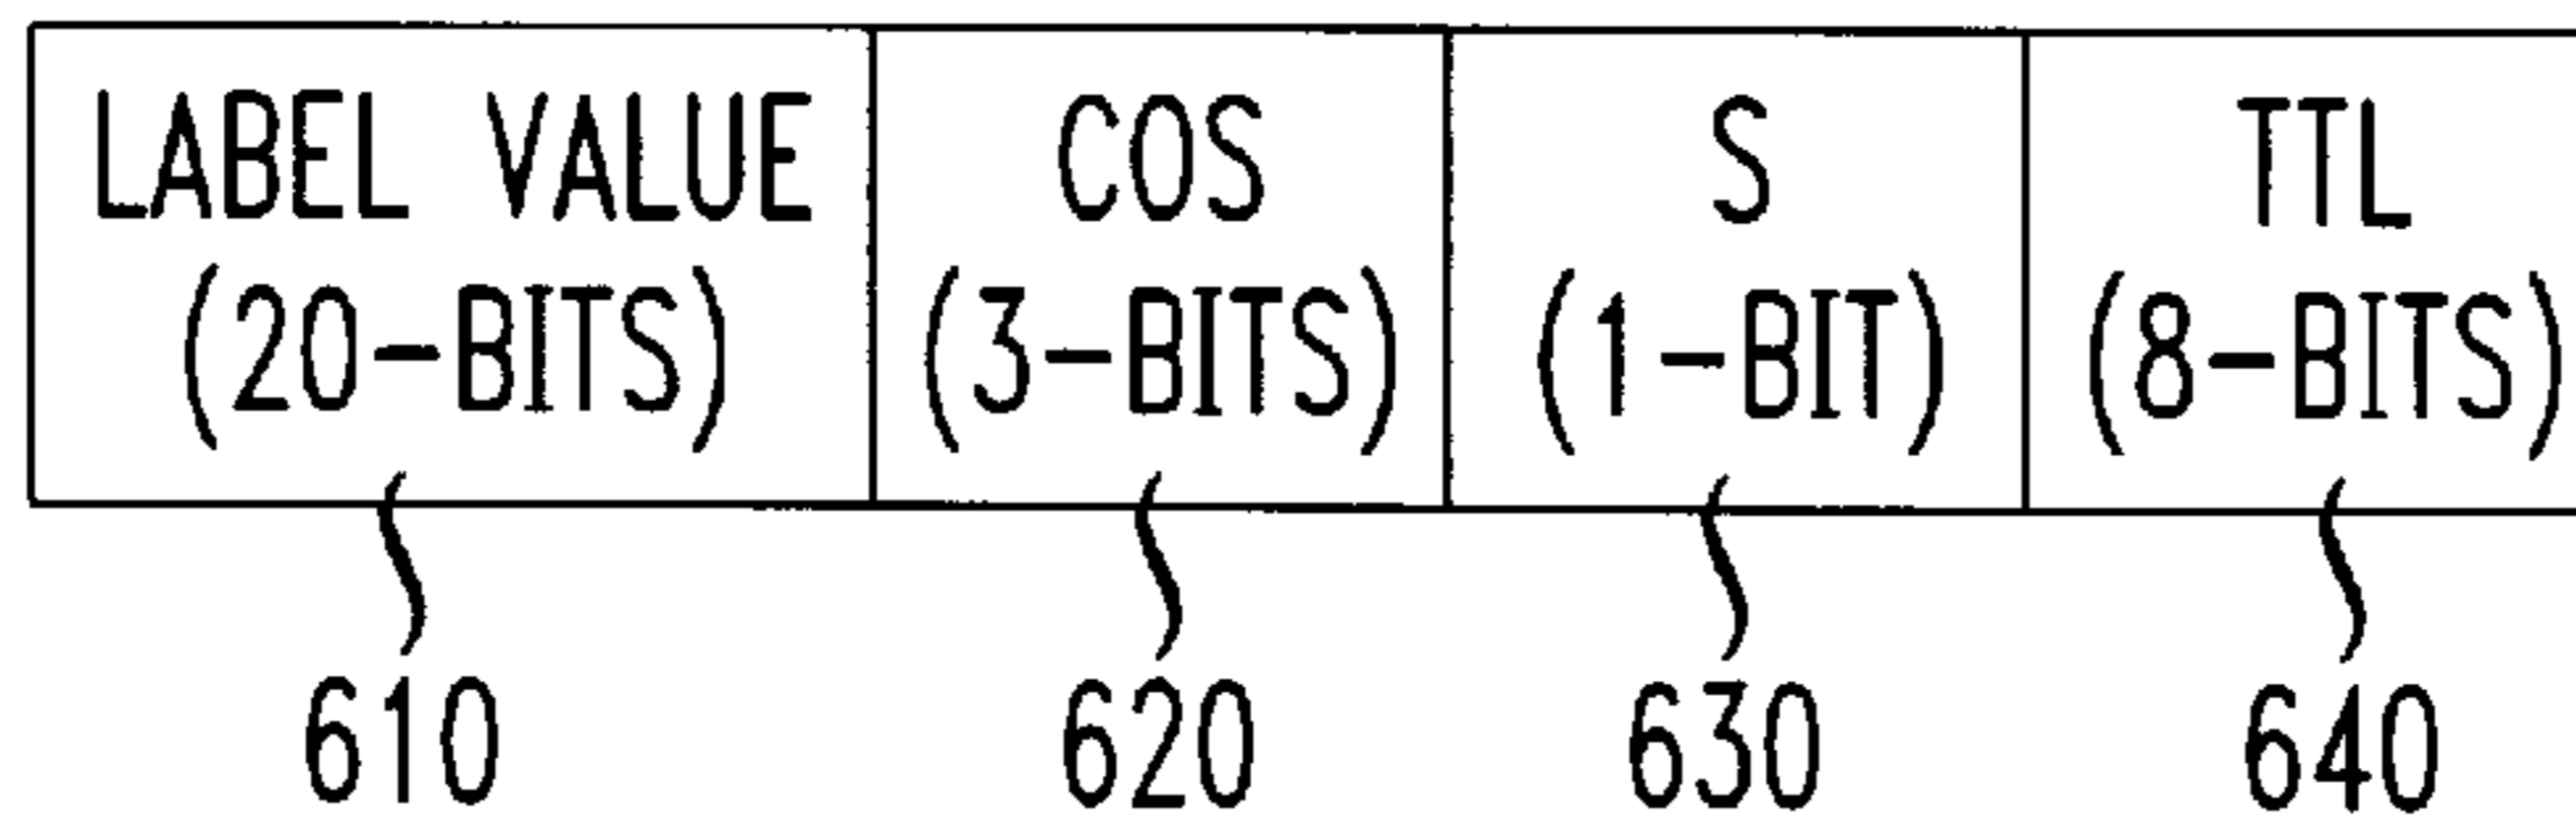 LABEL VALUE COS S TTL
(20-BITS) (3-BITS) (1-BIT) (8-BITS)
610 620 630 640